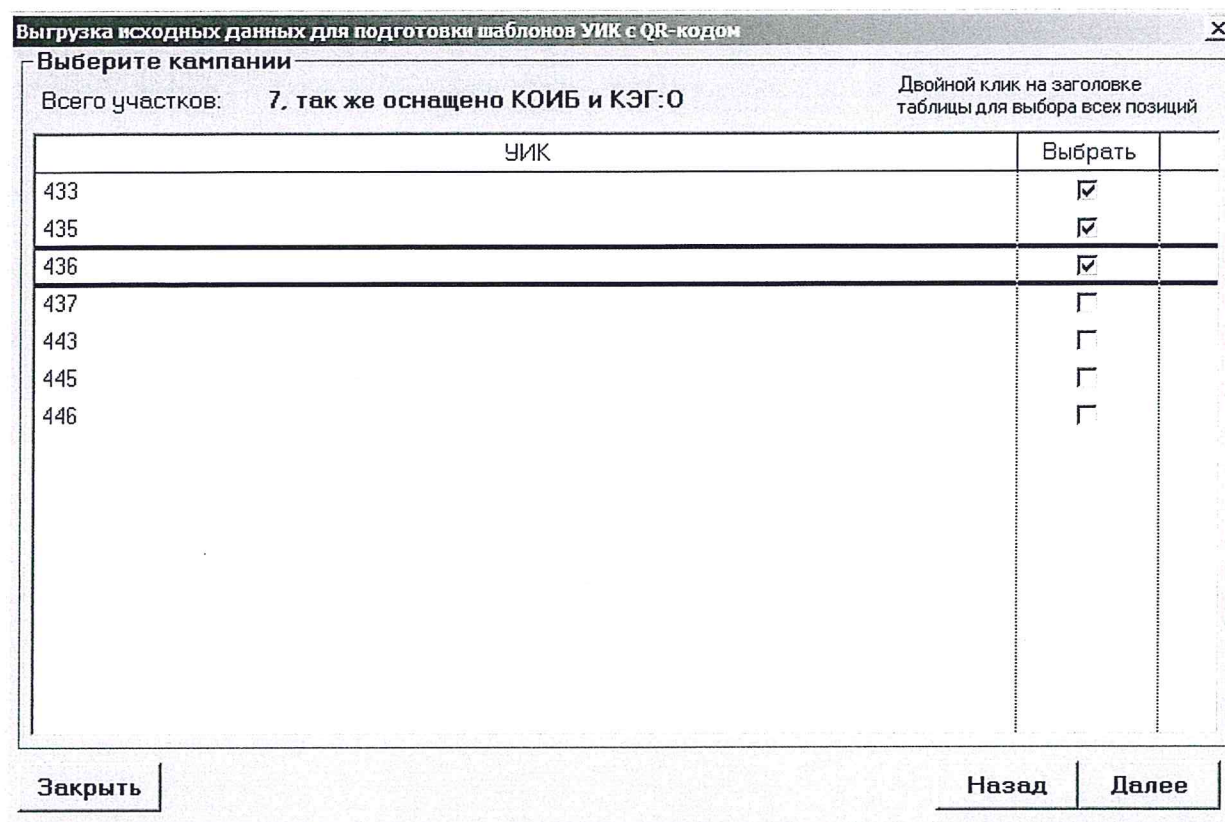 Выгрузка исходных данных для подготовки шаблонов УИК с QR-кодом
Выберите кампании
Всего участков: 7, так же оснащено КОИБ и КЭГ:0
Двойной клик на заголовке
таблицы для выбора всех позиций
УИК Выбрать
433
435
436
437
443
445
446
Закрыть Назад Далее